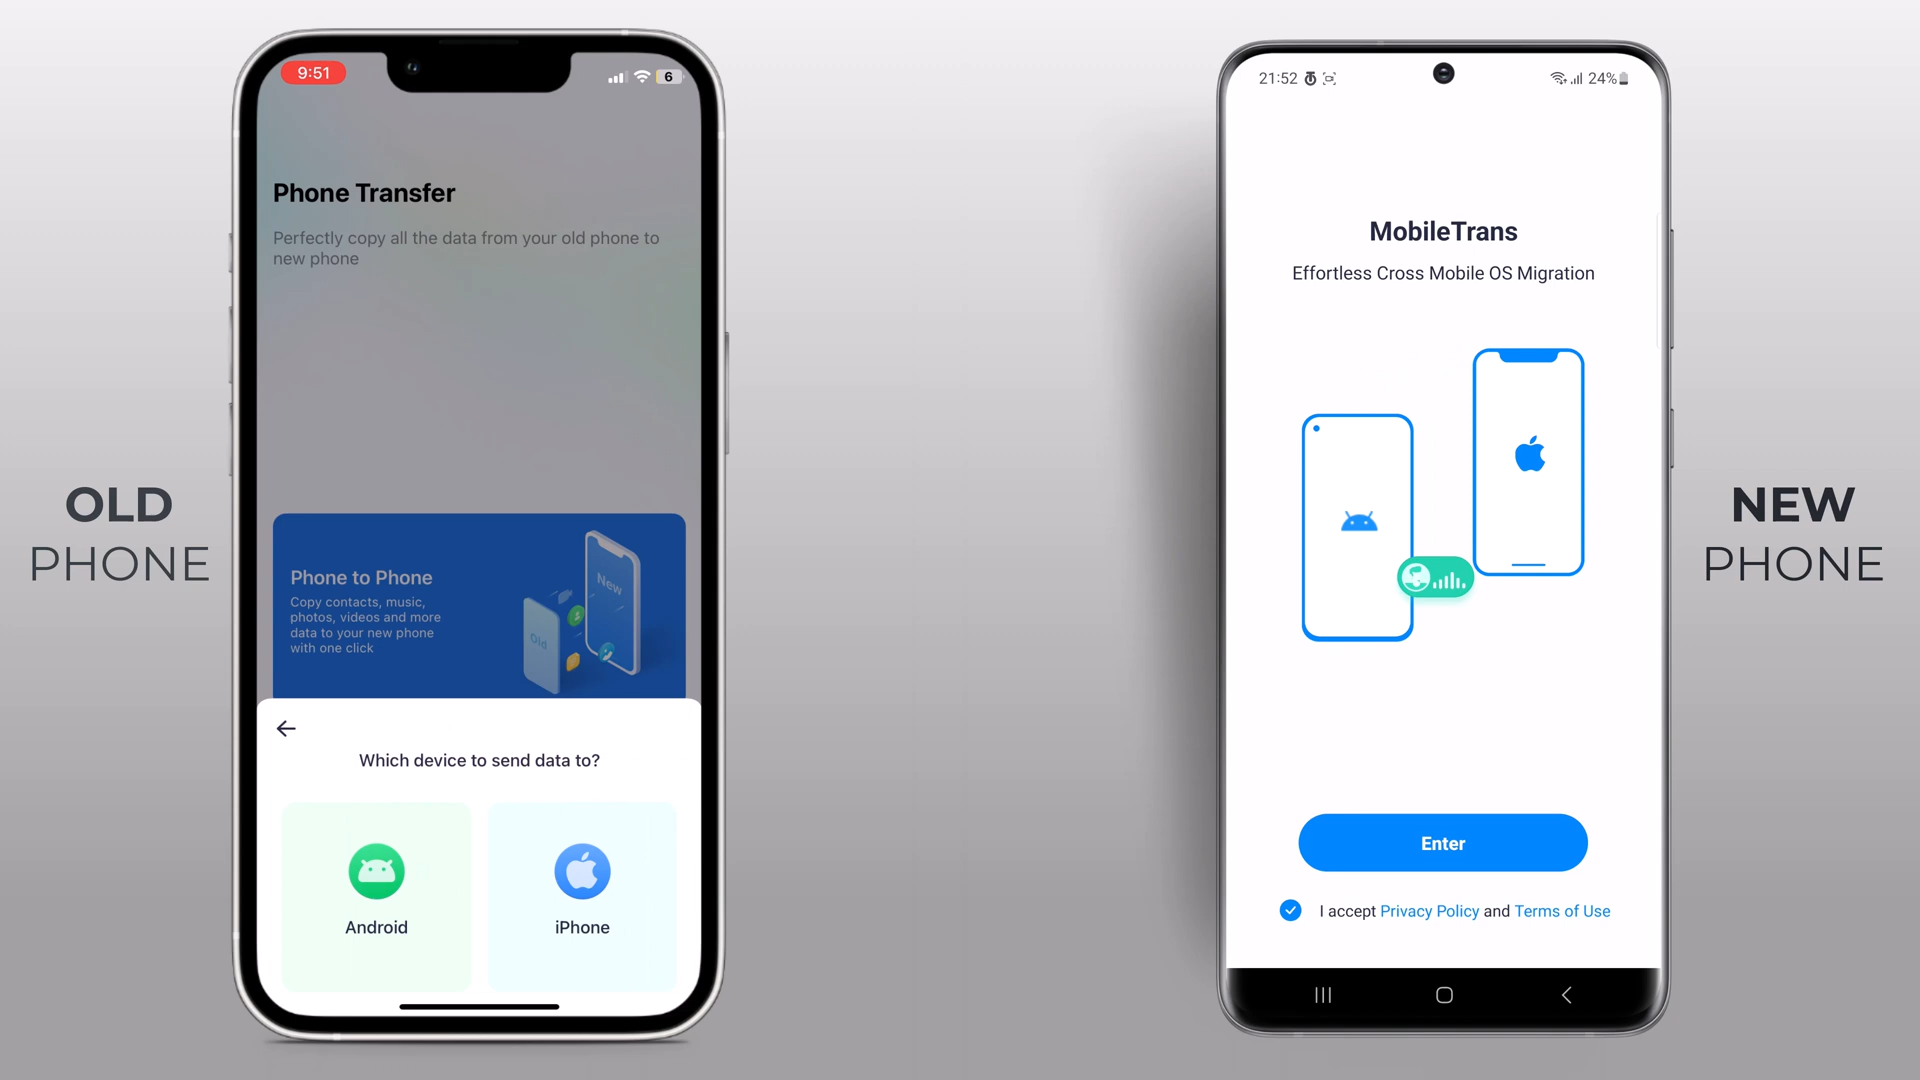 OLD
PHONE
9:51
6
Phone Transfer
Perfectly copy all the data from your old phone to
new phone
Phone to Phone
Copy contacts, music,
photos, videos and more
data to your new phone
with one click
Old
New
Which device to send data to?
Android
iPhone
21:52
24%
MobileTrans
Effortless Cross Mobile OS Migration
Enter
I accept Privacy Policy and Terms of Use
NEW
PHONE